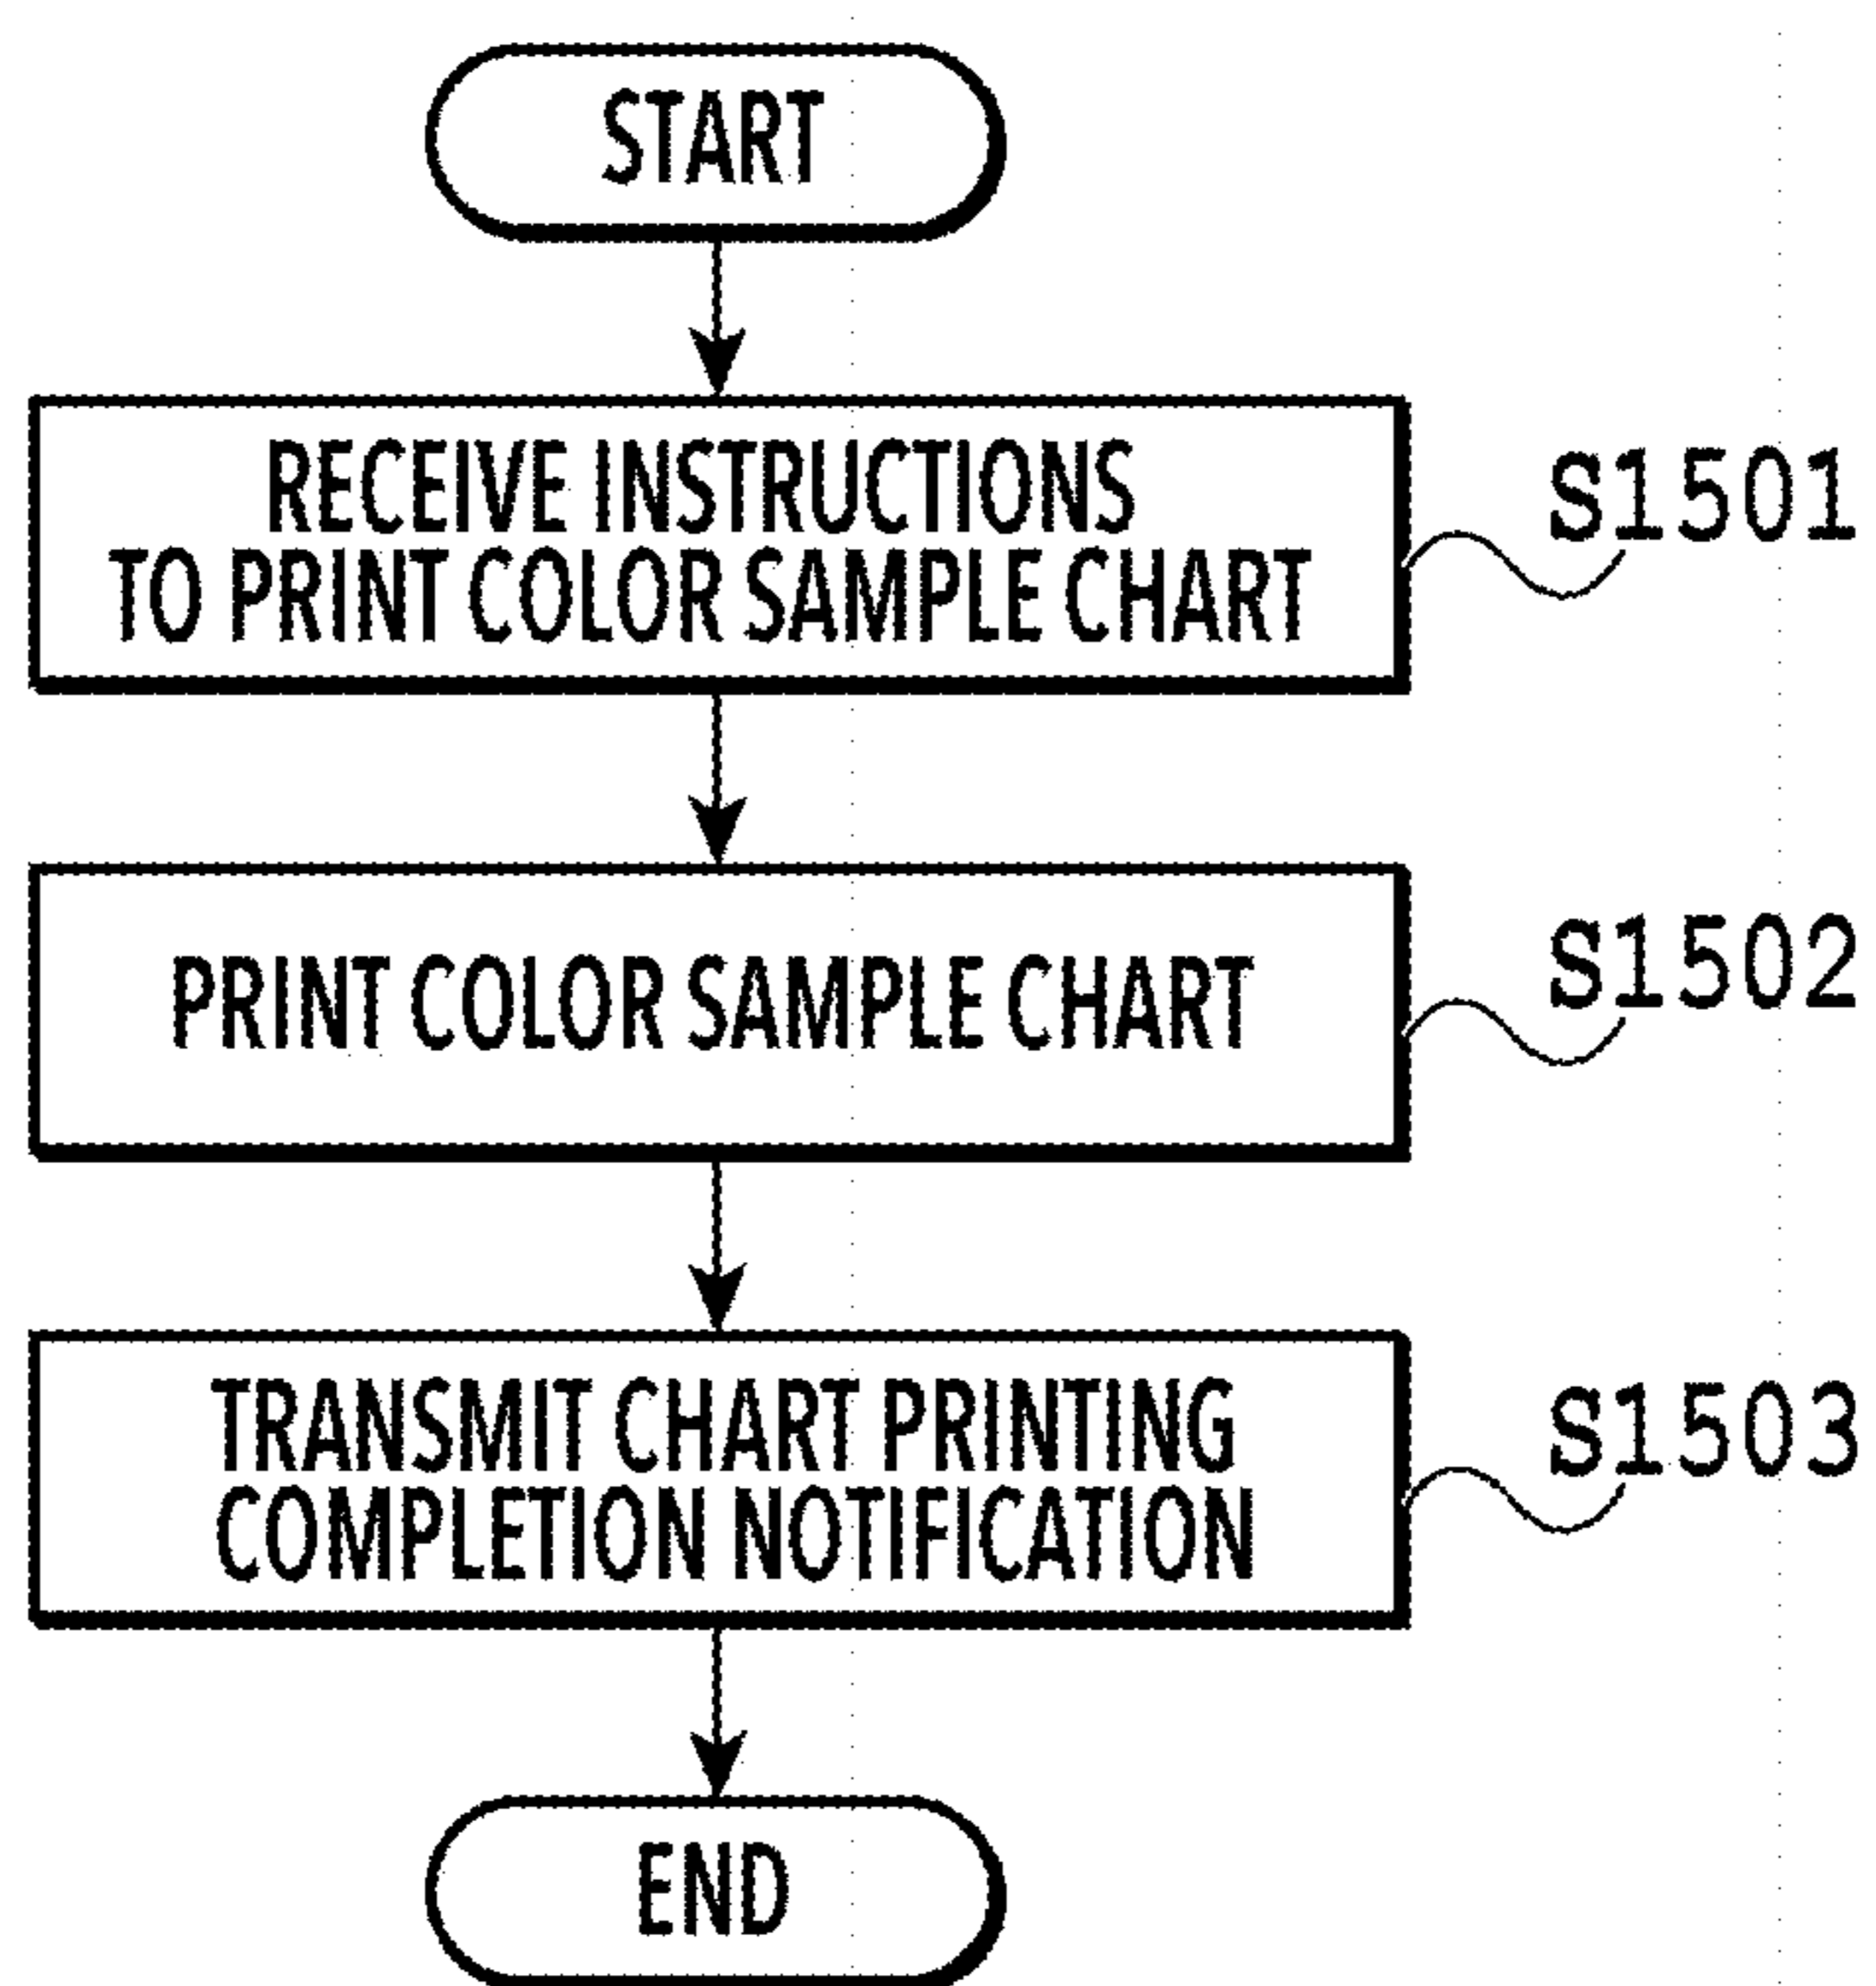 START
RECEIVE INSTRUCTIONS
TO PRINT COLOR SAMPLE CHART
S1501
PRINT COLOR SAMPLE CHART
S1502
TRANSMIT CHART PRINTING
COMPLETION NOTIFICATION
S1503
END